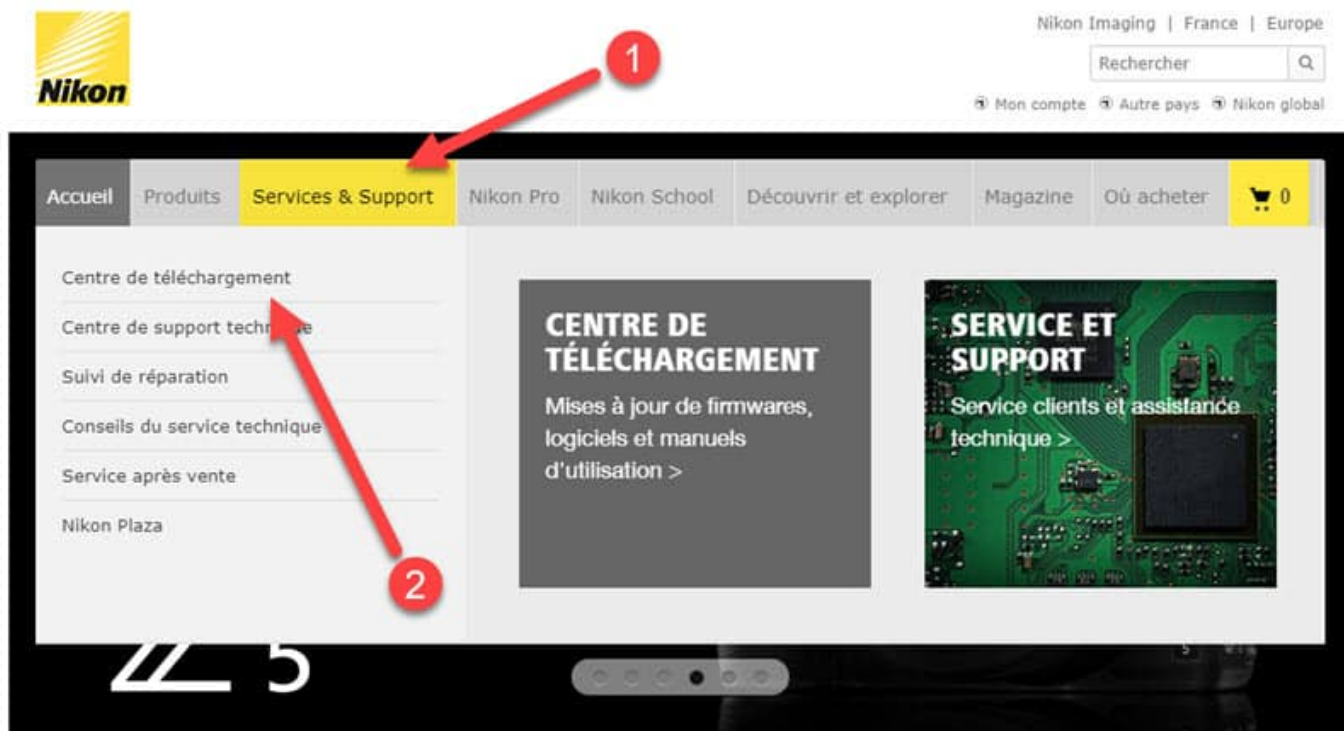 Nikon
Nikon Imaging | France | Europe
Rechercher
Mon compte Autre pays Nikon global
1
Accueil Produits Services & Support Nikon Pro Nikon School Découvrir et explorer Magazine Où acheter 0
Centre de téléchargement
Centre de support technique
Suivi de réparation
Conseils du service technique
Service après vente
Nikon Plaza
2
CENTRE DE
TÉLÉCHARGEMENT
Mises à jour de firmwares,
logiciels et manuels
d'utilisation >
SERVICE ET
SUPPORT
Service clients et assistance
technique >
Z 5
5